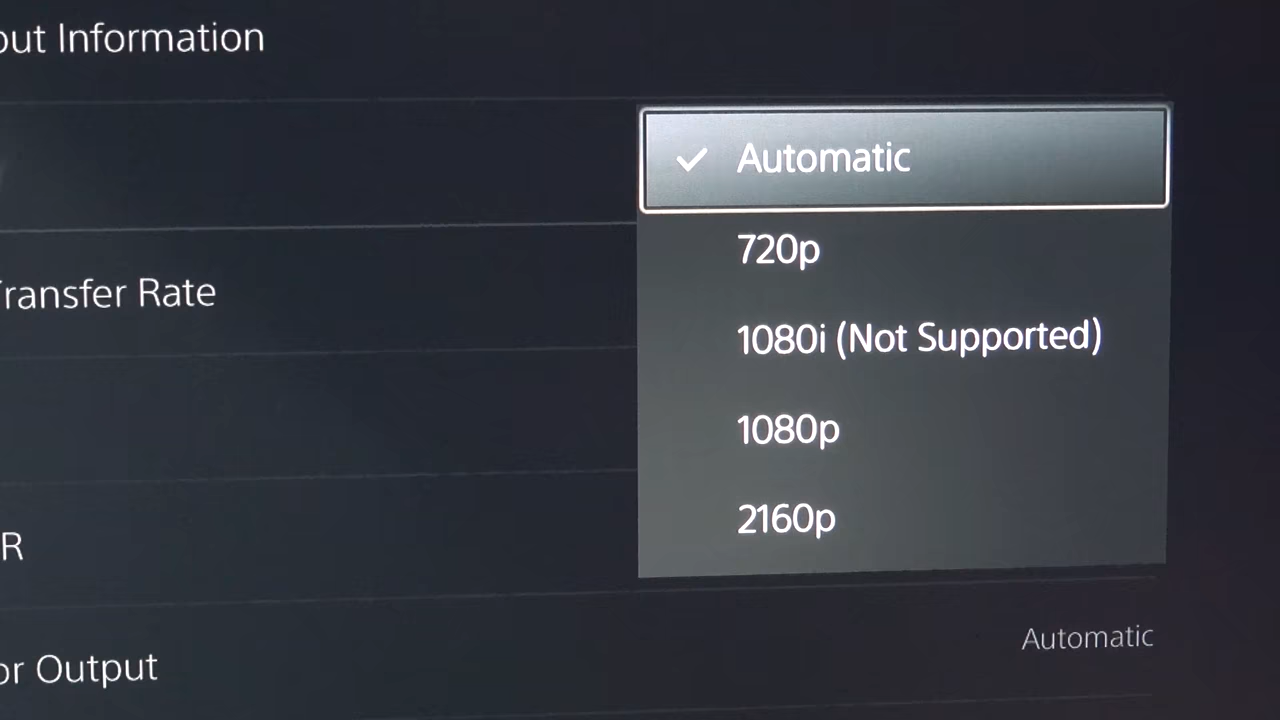 out Information
Automatic
720p
1080i (Not Supported)
Transfer Rate
1080p
2160p
R
Automatic
or Output